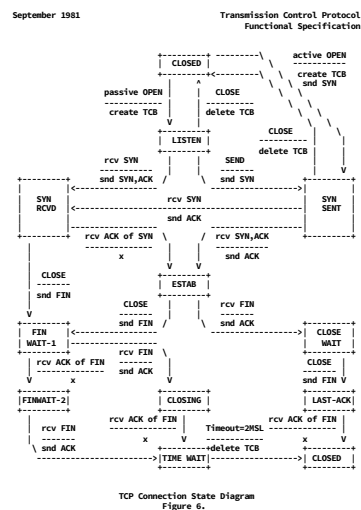 September 1981
Transmission Control Protocol
Functional Specification
CLOSED
active OPEN
create TCB
snd SYN
passive OPEN
CLOSE
create TCB
delete TCB
CLOSE
LISTEN
delete TCB
rcv SYN
SEND
snd SYN,ACK
snd SYN
SYN
RCVD
rcv SYN
snd ACK
SYN
SENT
rcv ACK of SYN
rcv SYN,ACK
x
snd ACK
CLOSE
snd FIN
ESTAB
CLOSE
rcv FIN
snd FIN
snd ACK
FIN
WAIT-1
rcv FIN
CLOSE
WAIT
rcv ACK of FIN
snd ACK
CLOSE
x
snd FIN
FINWAIT-2
CLOSING
LAST-ACK
rcv ACK of FIN
rcv ACK of FIN
rcv FIN
Timeout=2MSL
x
x
snd ACK
delete TCB
TIME WAIT
CLOSED
TCP Connection State Diagram
Figure 6.